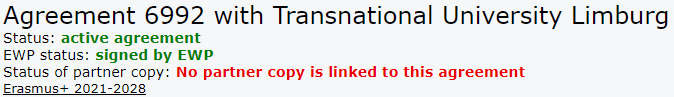 Agreement 6992 with Transnational University Limburg
Status: active agreement
EWP status: signed by EWP
Status of partner copy: No partner copy is linked to this agreement
Erasmus+ 2021-2028